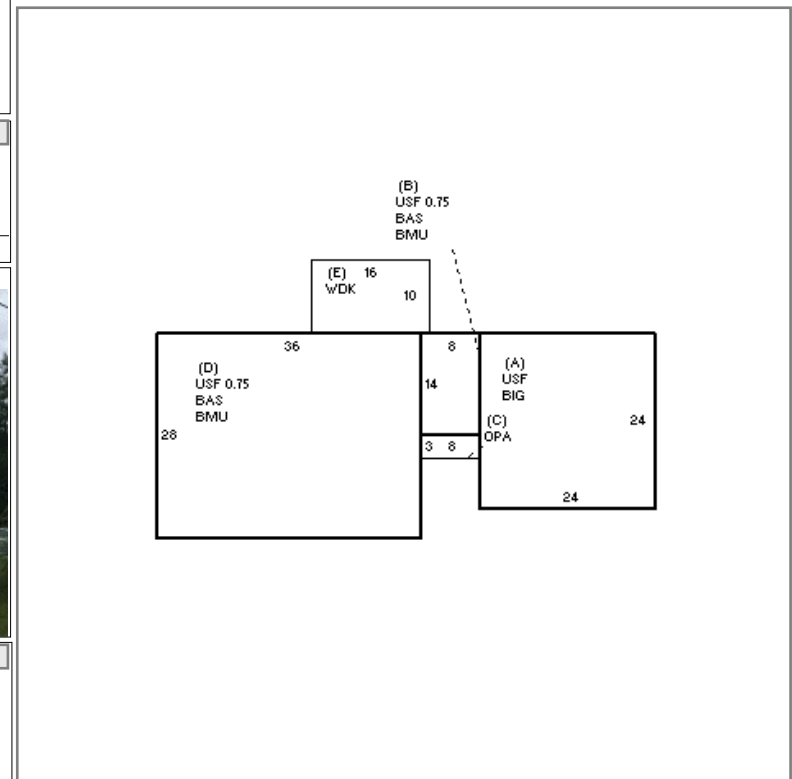 (B)
USF 0.75
BAS
BMU
(E) 16
WDK
10
36
8
(D)
USF 0.75
BAS
BMU
(A)
USF
BIG
14
(C)
OPA
24
28
3 8
24